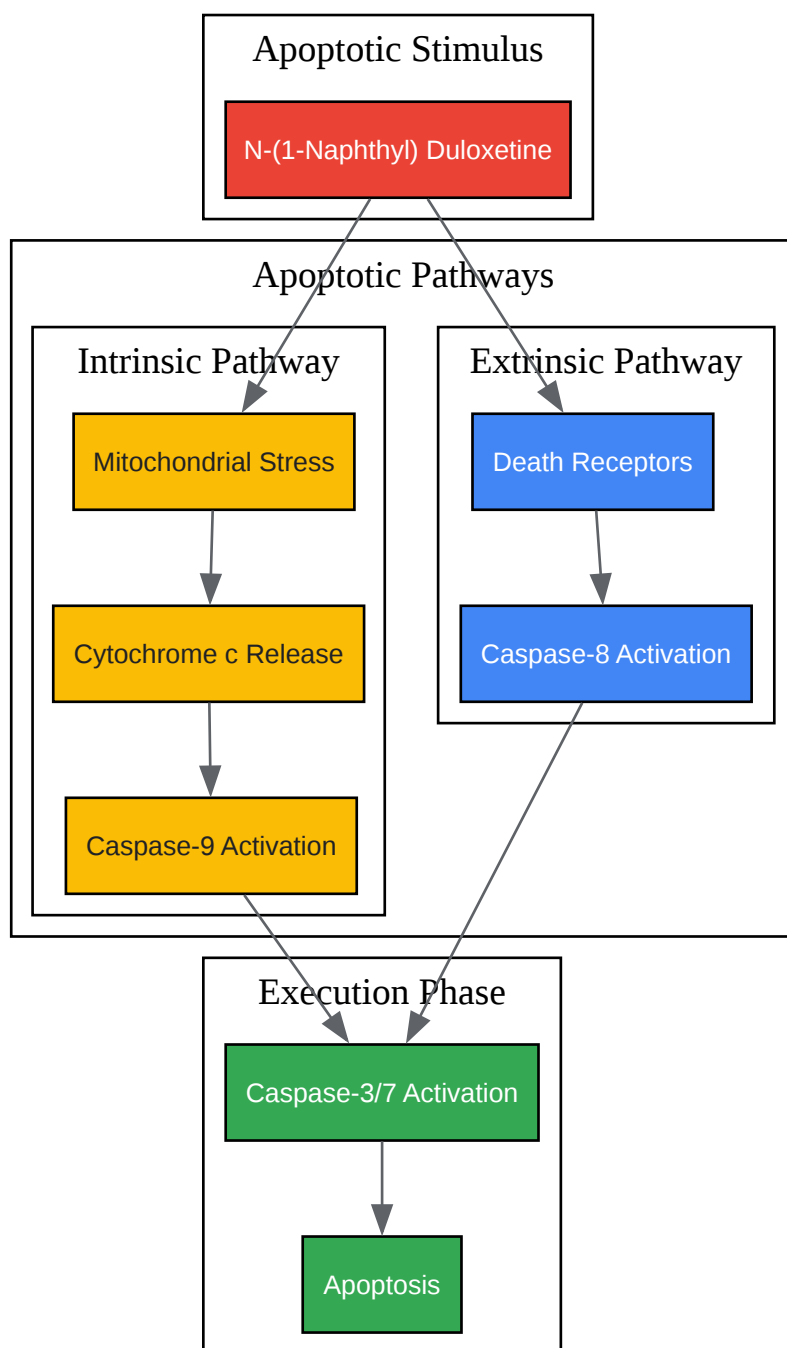 Apoptotic Stimulus
N-(1-Naphthyl) Duloxetine
Apoptotic Pathways
Intrinsic Pathway
Mitochondrial Stress
Cytochrome c Release
Caspase-9 Activation
Extrinsic Pathway
Death Receptors
Caspase-8 Activation
Execution Phase
Caspase-3/7 Activation
Apoptosis